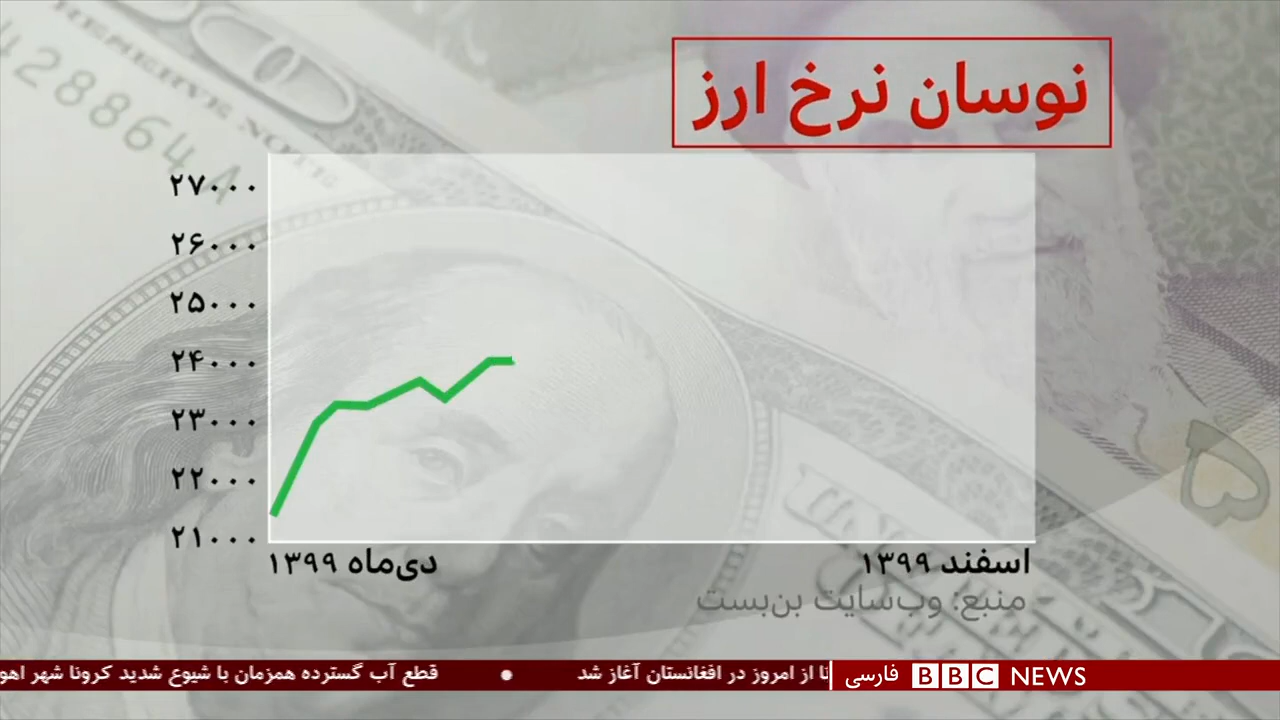 نوسان نرخ ارز
۲۷۰۰۰
۲۶۰۰۰
۲۵۰۰۰
۲۴۰۰۰
۲۳۰۰۰
۲۲۰۰۰
۲۱۰۰۰
دی‌ماه ۱۳۹۹
اسفند ۱۳۹۹
منبع: وب‌سایت بن‌بست
BBC NEWS فارسی
نا از امروز در افغانستان آغاز شد • قطع آب گسترده همزمان با شیوع شدید کرونا شهر اهو